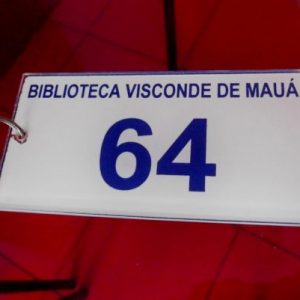 BIBLIOTECA VISCONDE DE MAUÁ
64